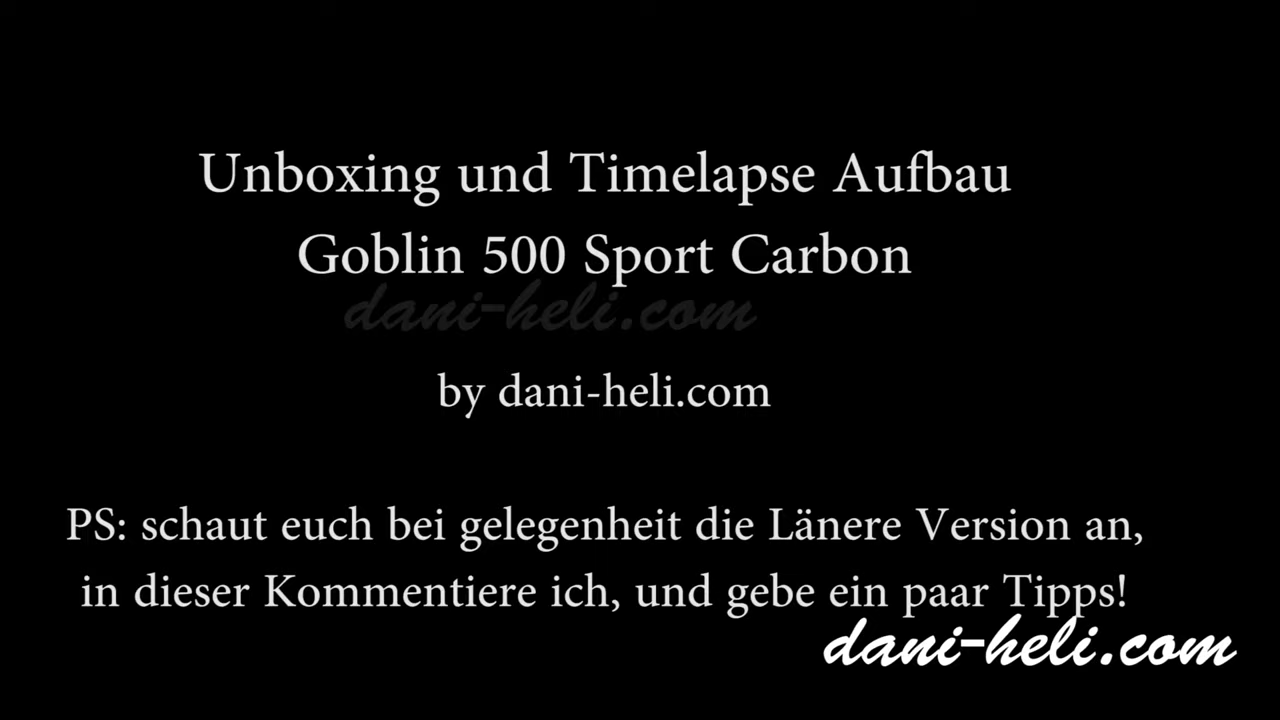 Unboxing und Timelapse Aufbau
Goblin 500 Sport Carbon
dani-heli.com
by dani-heli.com
PS: schaut euch bei gelegenheit die Länere Version an,
in dieser Kommentiere ich, und gebe ein paar Tipps!
dani-heli.com